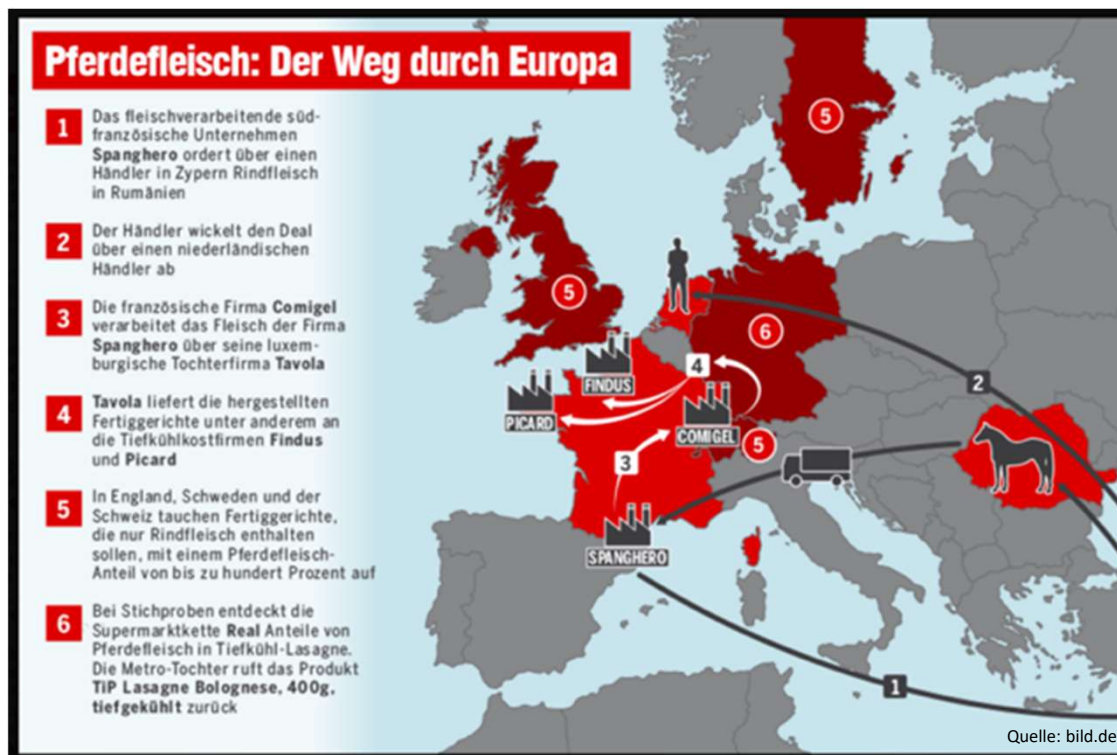 Pferdefleisch: Der Weg durch Europa
1
Das fleischverarbeitende süd-
französische Unternehmen
Spanghero ordert über einen
Händler in Zypern Rindfleisch
in Rumänien
2
Der Händler wickelt den Deal
über einen niederländischen
Händler ab
3
Die französische Firma Comigel
verarbeitet das Fleisch der Firma
Spanghero über seine luxem-
burgische Tochterfirma Tavola
4
Tavola liefert die hergestellten
Fertiggerichte unter anderem an
die Tiefkühlkostfirmen Findus
und Picard
5
In England, Schweden und der
Schweiz tauchen Fertiggerichte,
die nur Rindfleisch enthalten
sollen, mit einem Pferdefleisch-
Anteil von bis zu hundert Prozent auf
6
Bei Stichproben entdeckt die
Supermarktkette Real Anteile von
Pferdefleisch in Tiefkühl-Lasagne.
Die Metro-Tochter ruft das Produkt
TiP Lasagne Bolognese, 400g,
tiefgekühlt zurück
5
5
6
4
2
FINDUS
PICARD
COMIGEL
5
3
SPANGHERO
1
Quelle: bild.de